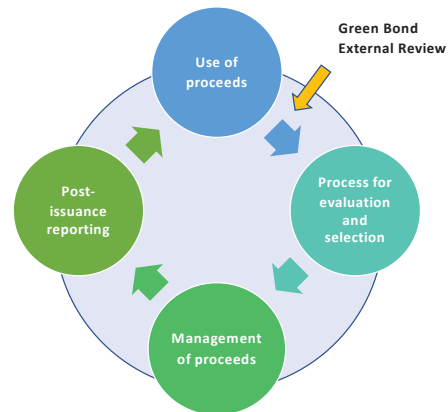 Green Bond
External Review
Use of
proceeds
Process for
evaluation
and
selection
Management
of proceeds
Post-
issuance
reporting